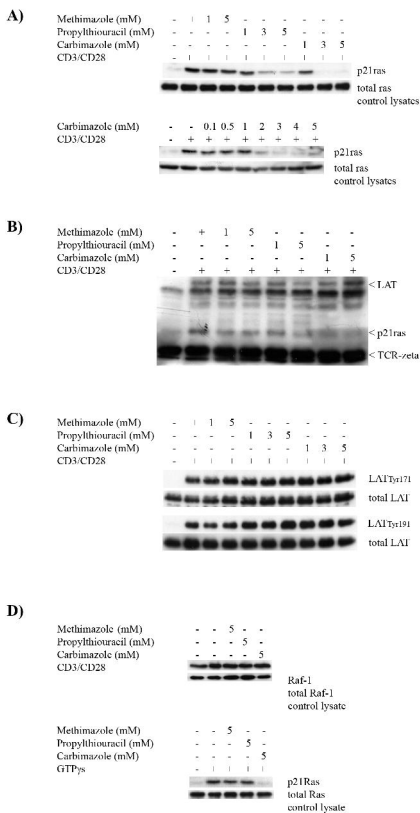 A)
Methimazole (mM) - I 1 5 - - - - - -
Propylthiouracil (mM) - - - - 1 3 5 - - -
Carbimazole (mM) - - - - - - - 1 3 5
CD3/CD28 - I I I I I I I I I
p21ras
total ras
control lysates
Carbimazole (mM) - - 0.1 0.5 1 2 3 4 5
CD3/CD28 - + + + + + + + +
p21ras
total ras
control lysates
B)
Methimazole (mM) - + 1 5 - - - -
Propylthiouracil (mM) - - - - 1 5 - -
Carbimazole (mM) - - - - - - 1 5
CD3/CD28 - + + + + + + +
< LAT
< p21ras
< TCR-zeta
C)
Methimazole (mM) - I 1 5 - - - - - -
Propylthiouracil (mM) - - - - 1 3 5 - - -
Carbimazole (mM) - - - - - - - 1 3 5
CD3/CD28 - I I I I I I I I I
LATTyr171
total LAT
LATTyr191
total LAT
D)
Methimazole (mM) - - 5 - -
Propylthiouracil (mM) - - - 5 -
Carbimazole (mM) - - - - 5
CD3/CD28 - I I I I
Raf-1
total Raf-1
control lysate
Methimazole (mM) - - 5 - -
Propylthiouracil (mM) - - - 5 -
Carbimazole (mM) - - - - 5
GTPγs - I I I I
p21Ras
total Ras
control lysate